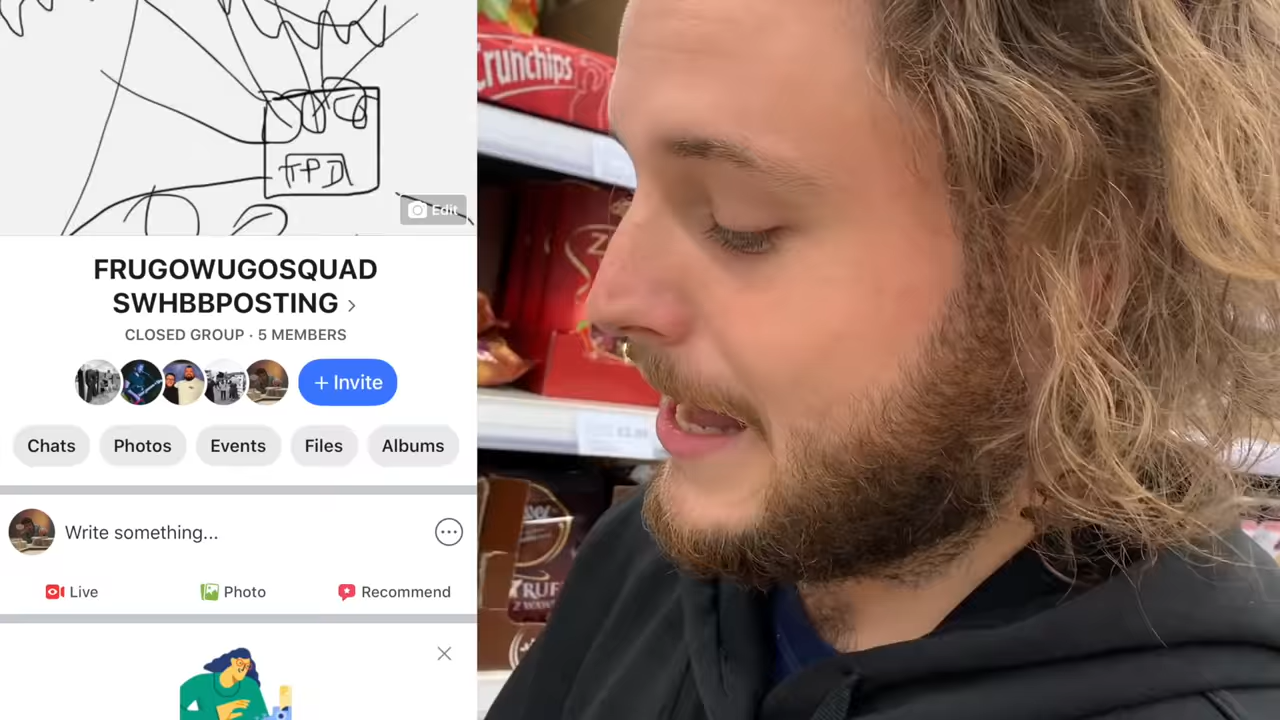 TPD
Edit
FRUGOWUGOSQUAD
SWHBBPOSTING
CLOSED GROUP · 5 MEMBERS
+ Invite
Chats
Photos
Events
Files
Albums
Write something...
Live
Photo
Recommend
Crunchips